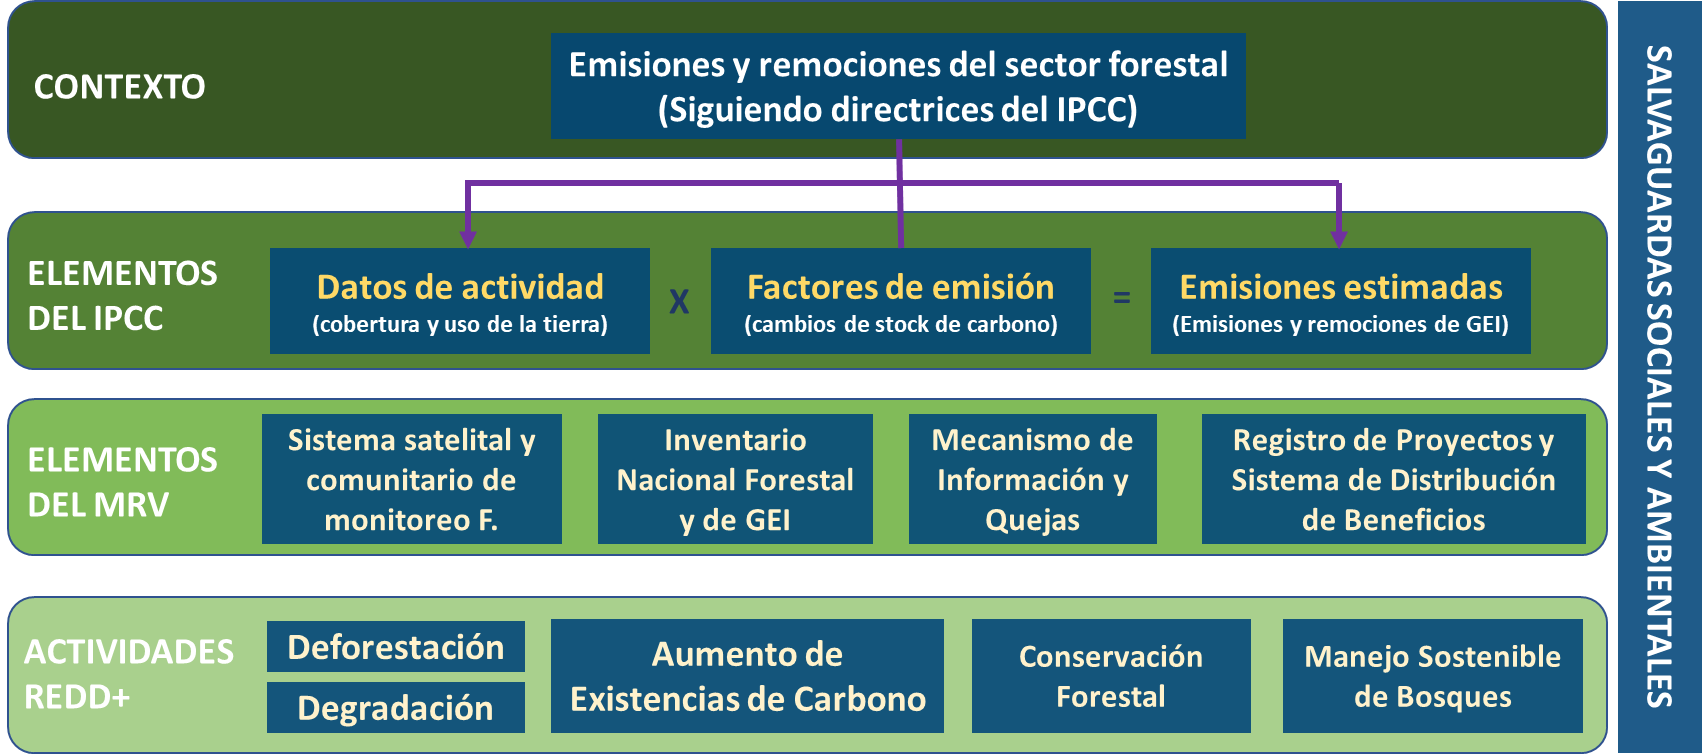 CONTEXTO
Emisiones y remociones del sector forestal
(Siguiendo directrices del IPCC)
ELEMENTOS
DEL IPCC
Datos de actividad
(cobertura y uso de la tierra)
X
Factores de emisión
(cambios de stock de carbono)
=
Emisiones estimadas
(Emisiones y remociones de GEI)
ELEMENTOS
DEL MRV
Sistema satelital y
comunitario de
monitoreo F.
Inventario
Nacional Forestal
y de GEI
Mecanismo de
Información y
Quejas
Registro de Proyectos y
Sistema de Distribución
de Beneficios
ACTIVIDADES
REDD+
Deforestación
Degradación
Aumento de
Existencias de Carbono
Conservación
Forestal
Manejo Sostenible
de Bosques
SALVAGUARDAS SOCIALES Y AMBIENTALES